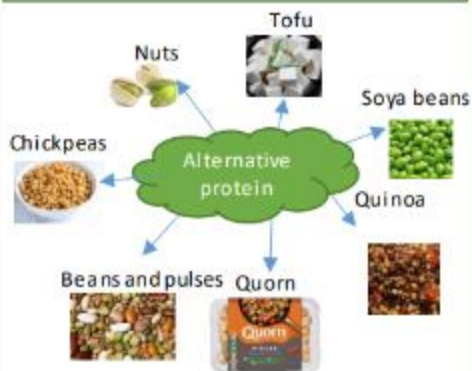 Tofu
Nuts
Soya beans
Chickpeas
Alternative
protein
Quinoa
Beans and pulses
Quorn
Quorn